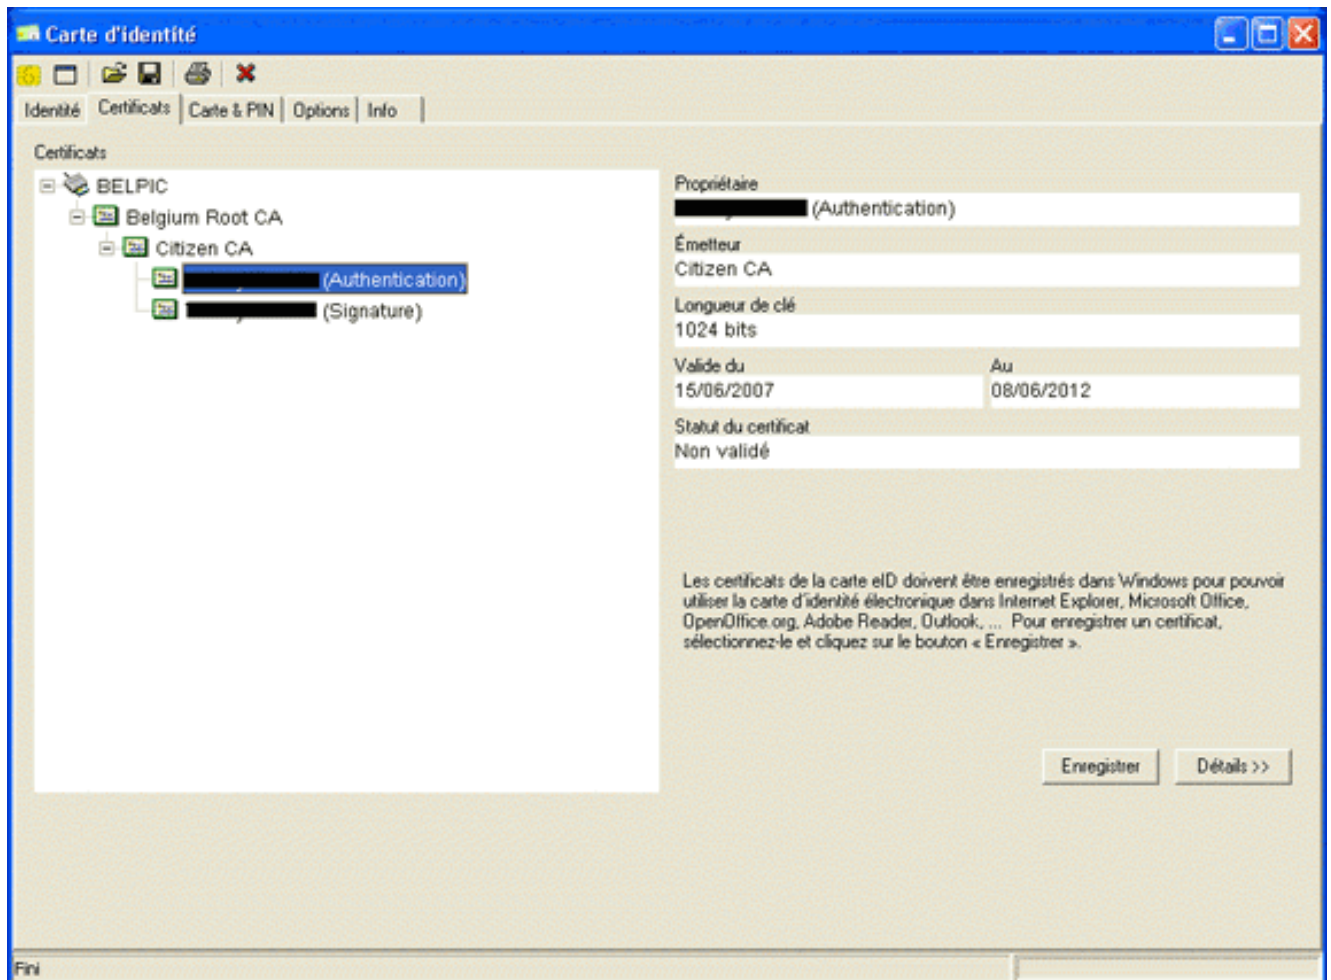 Carte d'identité
Identité Certificats Carte & PIN Options Info
Certificats
BELPIC
Belgium Root CA
Citizen CA
(Authentication)
(Signature)
Propriétaire
(Authentication)
Émetteur
Citizen CA
Longueur de clé
1024 bits
Valide du Au
15/06/2007 08/06/2012
Statut du certificat
Non validé
Les certificats de la carte eID doivent être enregistrés dans Windows pour pouvoir
utiliser la carte d'identité électronique dans Internet Explorer, Microsoft Office,
OpenOffice.org, Adobe Reader, Outlook, ... Pour enregistrer un certificat,
sélectionnez-le et cliquez sur le bouton « Enregistrer ».
Enregistrer Détails >>
Fini